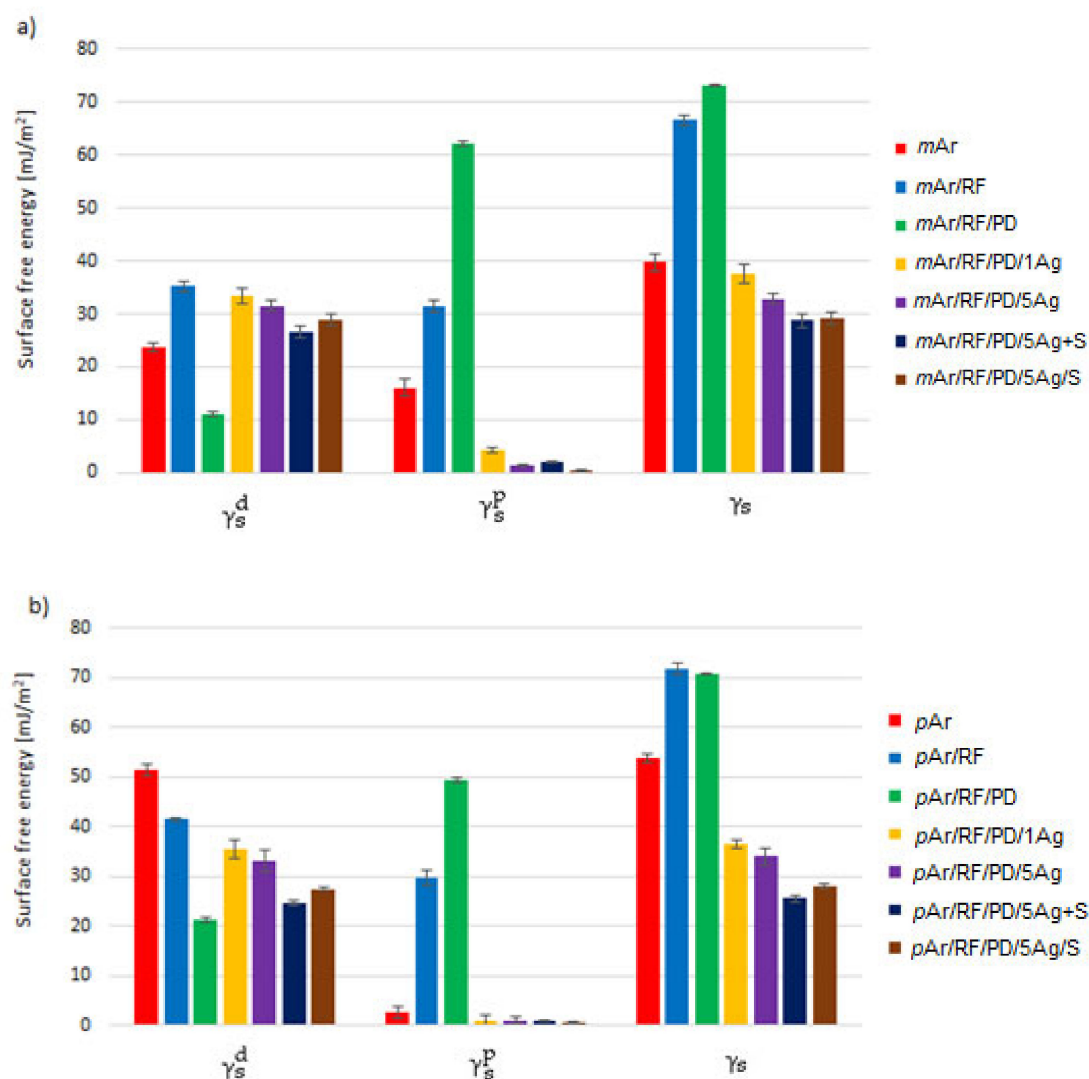 a)
Surface free energy [mJ/m²]
80
70
60
50
40
30
20
10
0
γₛᵈ
γₛᵖ
γₛ
mAr
mAr/RF
mAr/RF/PD
mAr/RF/PD/1Ag
mAr/RF/PD/5Ag
mAr/RF/PD/5Ag+S
mAr/RF/PD/5Ag/S
b)
Surface free energy [mJ/m²]
80
70
60
50
40
30
20
10
0
γₛᵈ
γₛᵖ
γₛ
pAr
pAr/RF
pAr/RF/PD
pAr/RF/PD/1Ag
pAr/RF/PD/5Ag
pAr/RF/PD/5Ag+S
pAr/RF/PD/5Ag/S